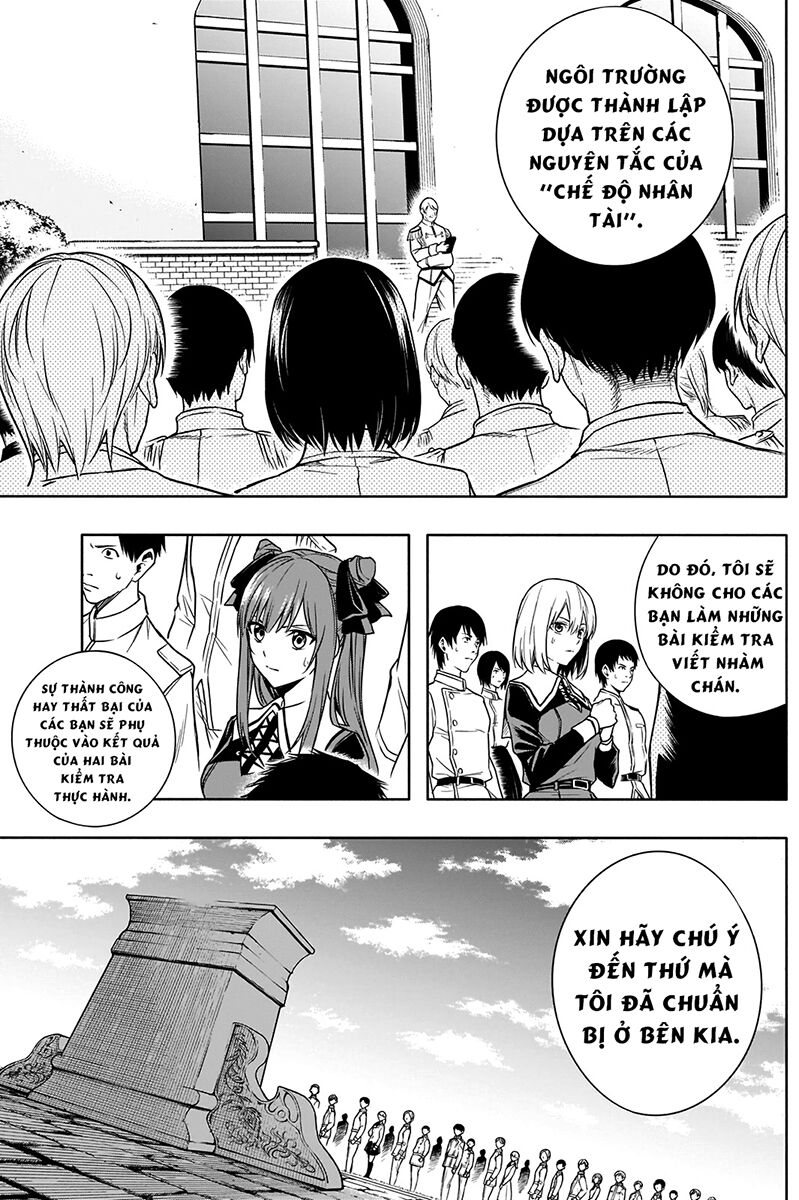 NGÔI TRƯỜNG
ĐƯỢC THÀNH LẬP
DỰA TRÊN CÁC
NGUYÊN TẮC CỦA
"CHẾ ĐỘ NHÂN
TÀI".
DO ĐÓ, TÔI SẼ
KHÔNG CHO CÁC
BẠN LÀM NHỮNG
BÀI KIỂM TRA
VIẾT NHÀM
CHÁN.
SỰ THÀNH CÔNG
HAY THẤT BẠI CỦA
CÁC BẠN SẼ PHỤ
THUỘC VÀO KẾT QUẢ
CỦA HAI BÀI
KIỂM TRA
THỰC HÀNH.
XIN HÃY CHÚ Ý
ĐẾN THỨ MÀ
TÔI ĐÃ CHUẨN
BỊ Ở BÊN KIA.